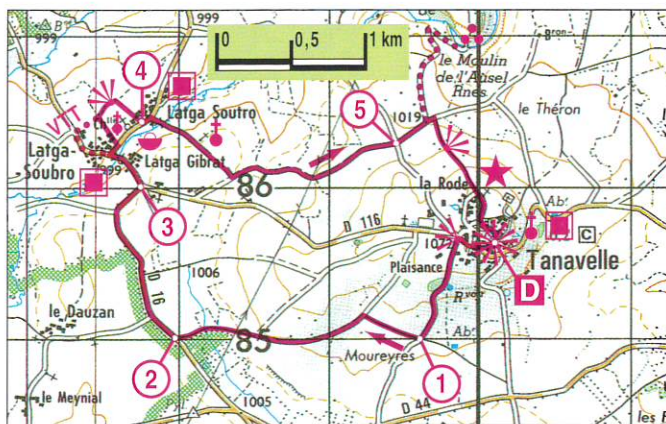 999
0 0,5 1 km
999
le Moulin
de l'Ausel
Rnes
4
Latga Soutro
5
1019
le Théron
VTT
Latga-
Soubro
999
Latga Gibrat
86
la Rode
3
D 116
1072
C
Tanavelle
Plaisance
D
D 16
1006
le Dauzan
85
Moureyres
Ab.r
1
2
le Meynial
1005
D 44